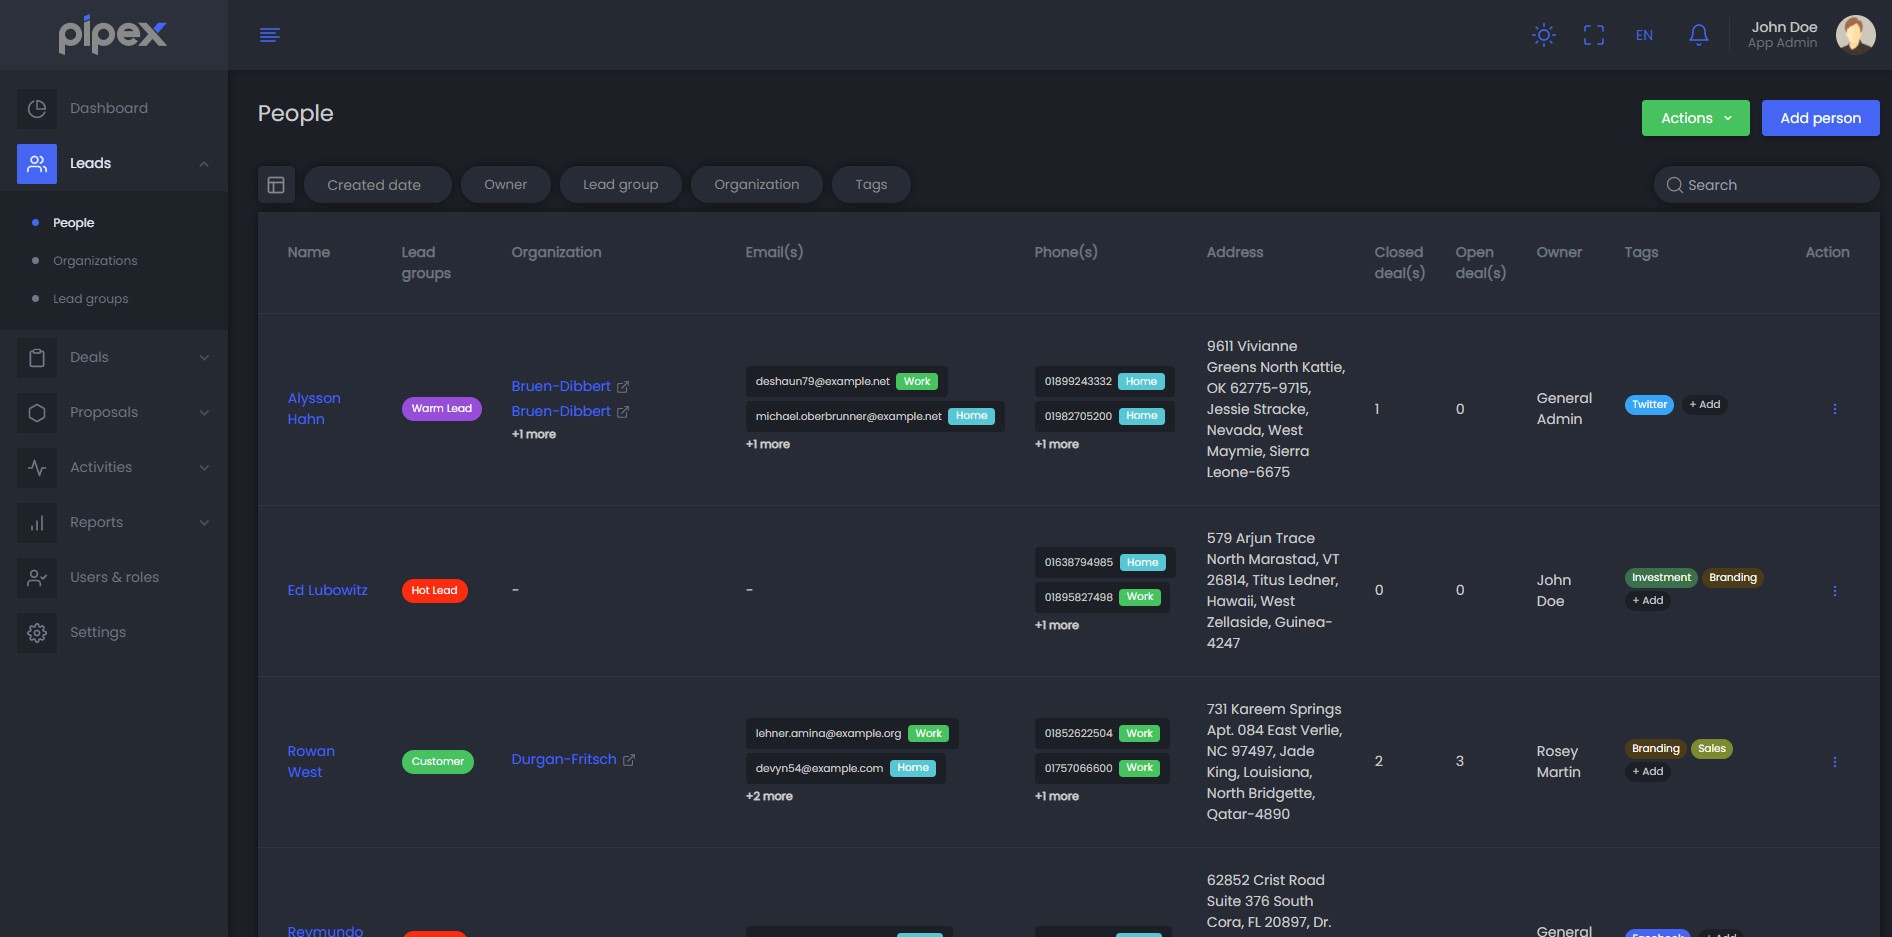 pipex
EN
John Doe
App Admin
Dashboard
Leads
People
Organizations
Lead groups
Deals
Proposals
Activities
Reports
Users & roles
Settings
People
Actions
Add person
Created date
Owner
Lead group
Organization
Tags
Search
Name
Lead
groups
Organization
Email(s)
Phone(s)
Address
Closed
deal(s)
Open
deal(s)
Owner
Tags
Action
Alysson
Hahn
Warm Lead
Bruen-Dibbert
Bruen-Dibbert
+1 more
deshaun79@example.net Work
michael.oberbrunner@example.net Home
+1 more
01899243332 Home
01982705200 Home
+1 more
9611 Vivianne
Greens North Kattie,
OK 62775-9715,
Jessie Stracke,
Nevada, West
Maymie, Sierra
Leone-6675
1
0
General
Admin
Twitter
+ Add
Ed Lubowitz
Hot Lead
-
-
01638794985 Home
01895827498 Work
+1 more
579 Arjun Trace
North Marastad, VT
26814, Titus Ledner,
Hawaii, West
Zellaside, Guinea-
4247
0
0
John
Doe
Investment
Branding
+ Add
Rowan
West
Customer
Durgan-Fritsch
lehner.amina@example.org Work
devyn54@example.com Home
+2 more
01852622504 Work
01757066600 Work
+1 more
731 Kareem Springs
Apt. 084 East Verlie,
NC 97497, Jade
King, Louisiana,
North Bridgette,
Qatar-4890
2
3
Rosey
Martin
Branding
Sales
+ Add
Reymundo
62852 Crist Road
Suite 376 South
Cora, FL 20897, Dr.
General
Facebook
+ Add